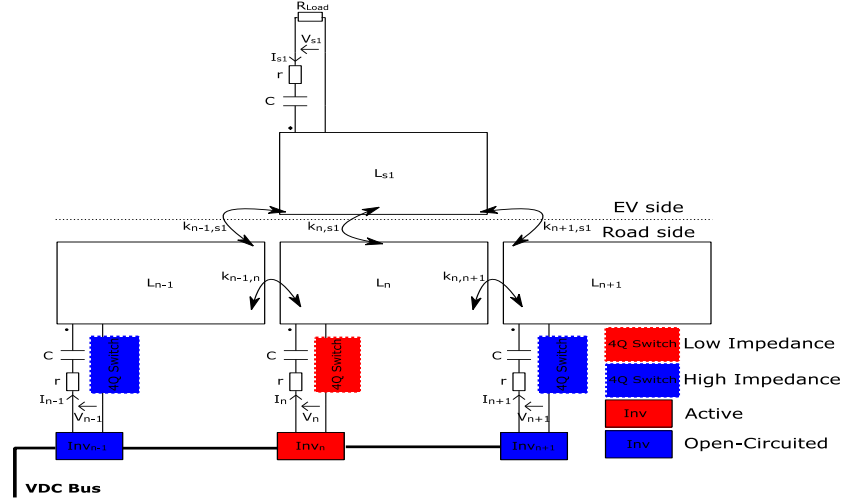 RLoad
Vs1
Is1
r
C
Ls1
EV side
kn-1,s1
kn,s1
kn+1,s1
Road side
Ln-1
kn-1,n
Ln
kn,n+1
Ln+1
C
4Q Switch
C
4Q Switch
C
4Q Switch
4Q Switch
Low Impedance
r
r
r
4Q Switch
High Impedance
In-1
Vn-1
In
Vn
In+1
Vn+1
Inv
Active
Invn-1
Invn
Invn+1
Inv
Open-Circuited
VDC Bus